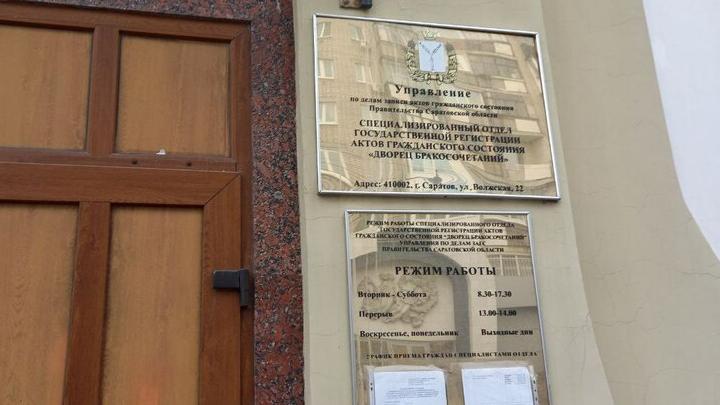 Управление
по делам записи актов гражданского состояния
Правительства Саратовской области
СПЕЦИАЛИЗИРОВАННЫЙ ОТДЕЛ
ГОСУДАРСТВЕННОЙ РЕГИСТРАЦИИ
АКТОВ ГРАЖДАНСКОГО СОСТОЯНИЯ
«ДВОРЕЦ БРАКОСОЧЕТАНИЙ»
Адрес: 410002, г. Саратов, ул. Волжская, 22
РЕЖИМ РАБОТЫ СПЕЦИАЛИЗИРОВАННОГО ОТДЕЛА
ГОСУДАРСТВЕННОЙ РЕГИСТРАЦИИ АКТОВ
ГРАЖДАНСКОГО СОСТОЯНИЯ "ДВОРЕЦ БРАКОСОЧЕТАНИЙ"
УПРАВЛЕНИЯ ПО ДЕЛАМ ЗАГС
ПРАВИТЕЛЬСТВА САРАТОВСКОЙ ОБЛАСТИ
РЕЖИМ РАБОТЫ
Вторник - Суббота 8.30-17.30
Перерыв 13.00-14.00
Воскресенье, понедельник Выходные дни
ГРАФИК ПРИЕМА ГРАЖДАН СПЕЦИАЛИСТАМИ ОТДЕЛА